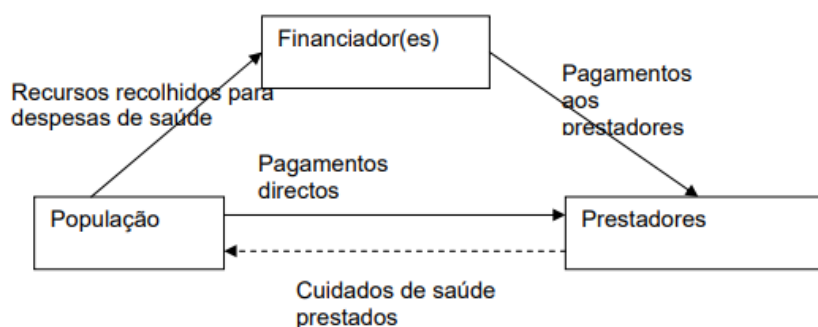 Financiador(es)
Recursos recolhidos para
despesas de saúde
Pagamentos
aos
prestadores
Pagamentos
directos
População
Prestadores
Cuidados de saúde
prestados